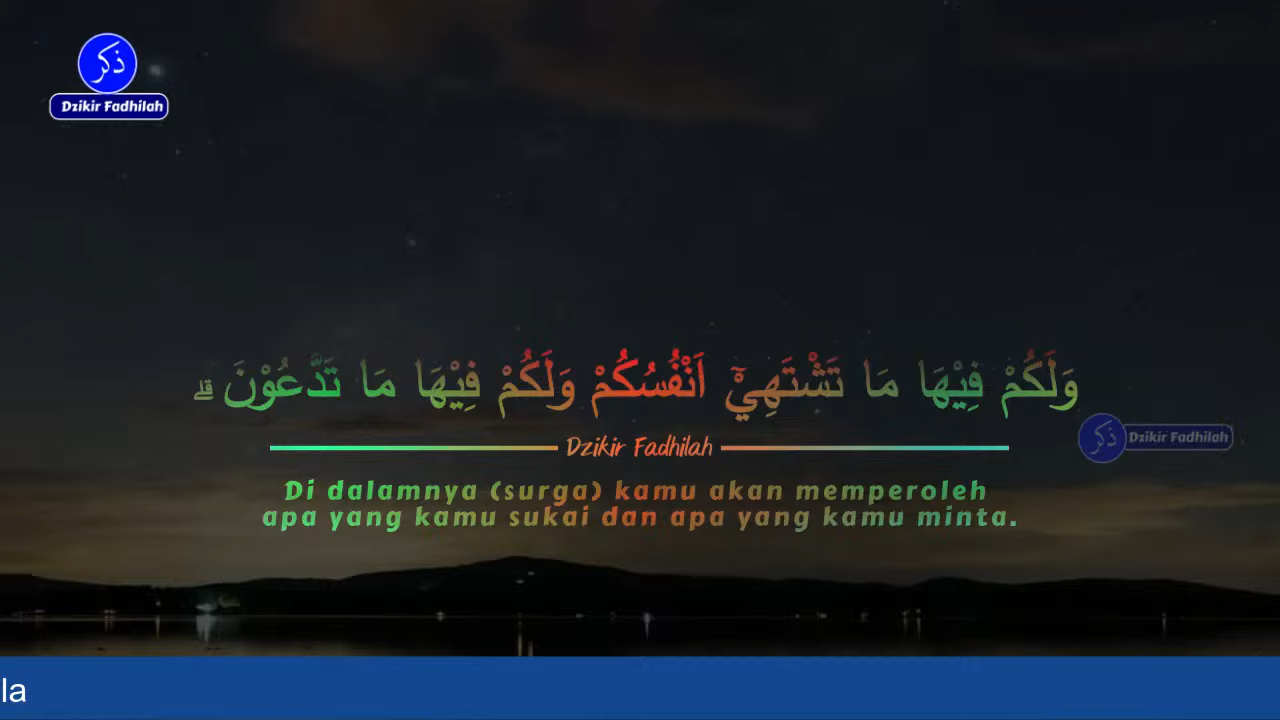 ذكر
Dzikir Fadhilah
وَلَكُمْ فِيْهَا مَا تَشْتَهِيْٓ اَنْفُسُكُمْ وَلَكُمْ فِيْهَا مَا تَدَّعُوْنَ ۗ
Dzikir Fadhilah
ذكر
Dzikir Fadhilah
Di dalamnya (surga) kamu akan memperoleh
apa yang kamu sukai dan apa yang kamu minta.
la